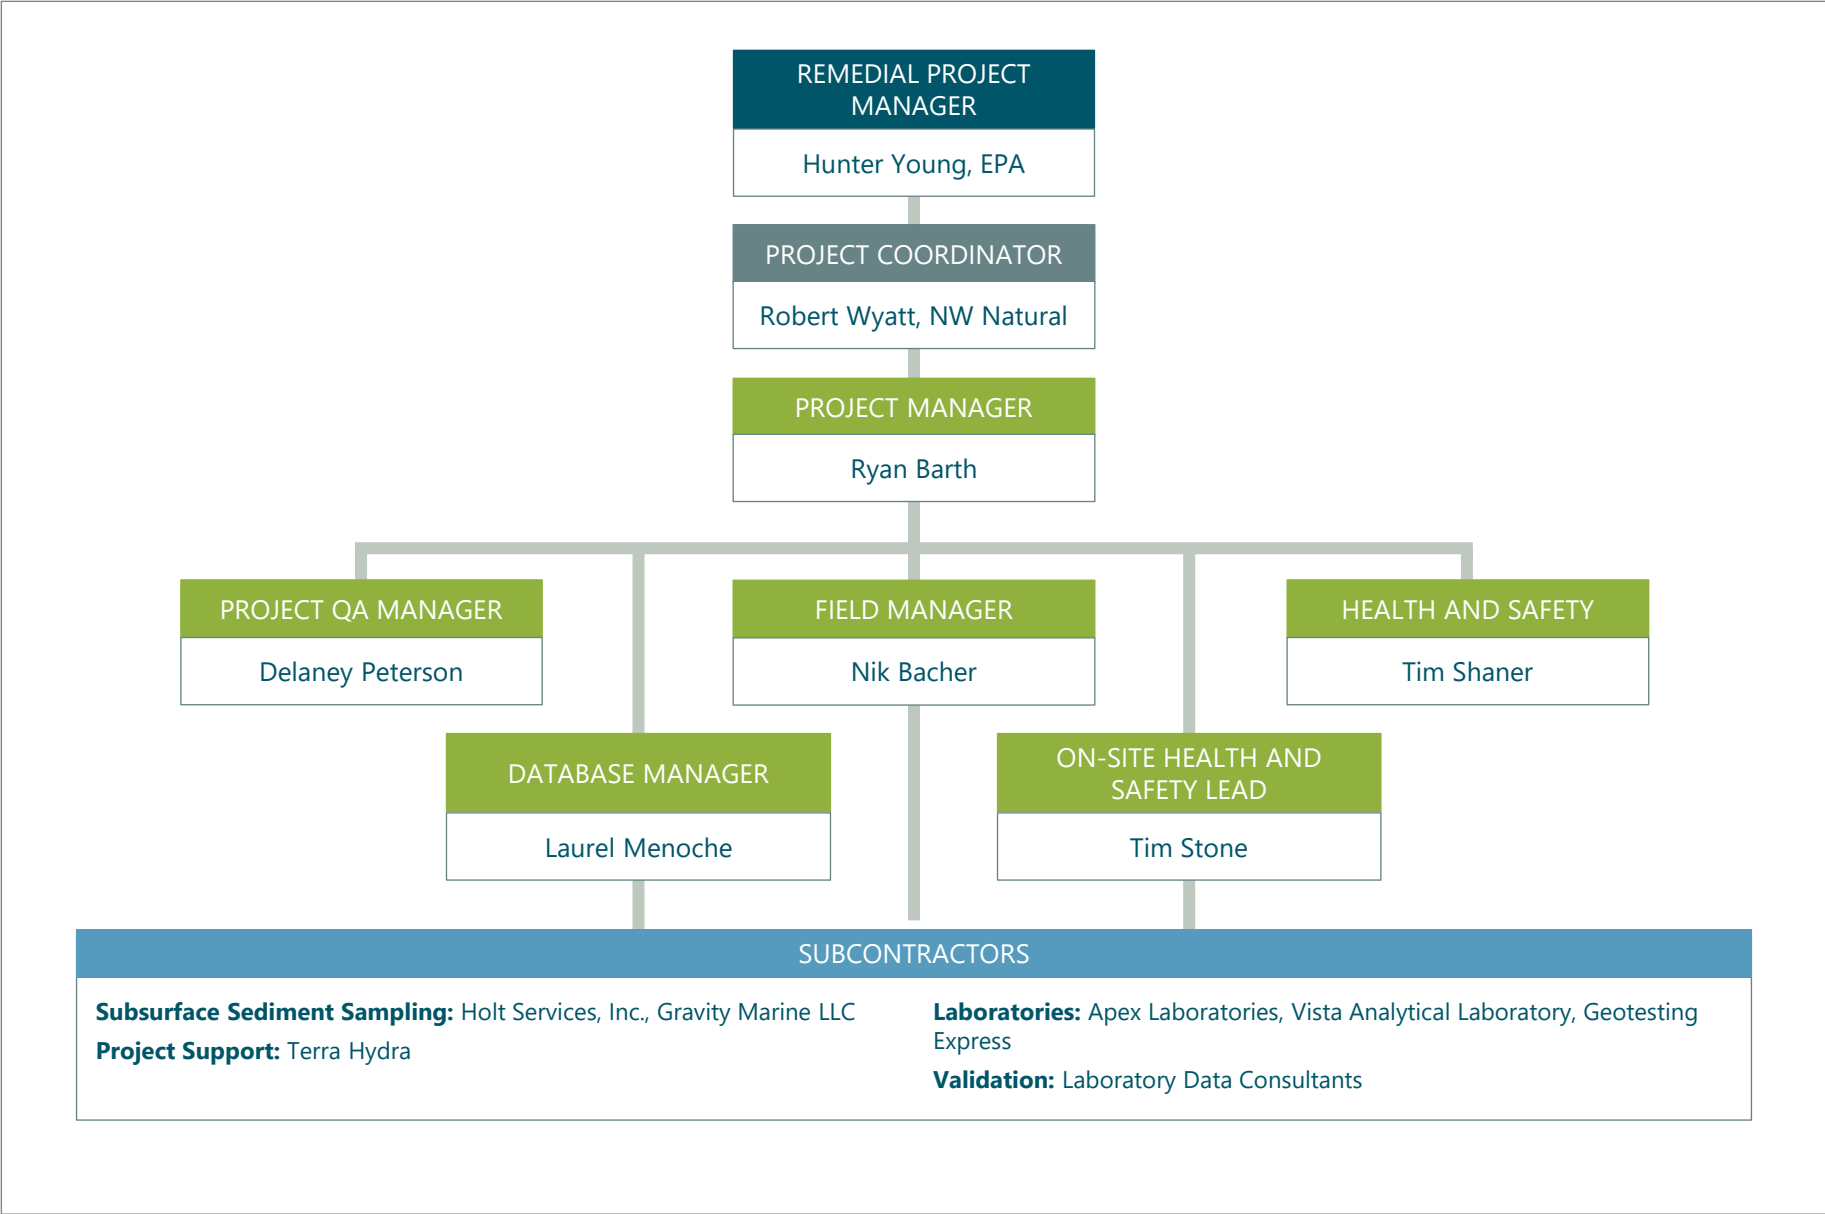 REMEDIAL PROJECT
MANAGER
Hunter Young, EPA
PROJECT COORDINATOR
Robert Wyatt, NW Natural
PROJECT MANAGER
Ryan Barth
PROJECT QA MANAGER
Delaney Peterson
FIELD MANAGER
Nik Bacher
HEALTH AND SAFETY
Tim Shaner
DATABASE MANAGER
Laurel Menoche
ON-SITE HEALTH AND
SAFETY LEAD
Tim Stone
SUBCONTRACTORS
Subsurface Sediment Sampling: Holt Services, Inc., Gravity Marine LLC
Project Support: Terra Hydra
Laboratories: Apex Laboratories, Vista Analytical Laboratory, Geotesting
Express
Validation: Laboratory Data Consultants